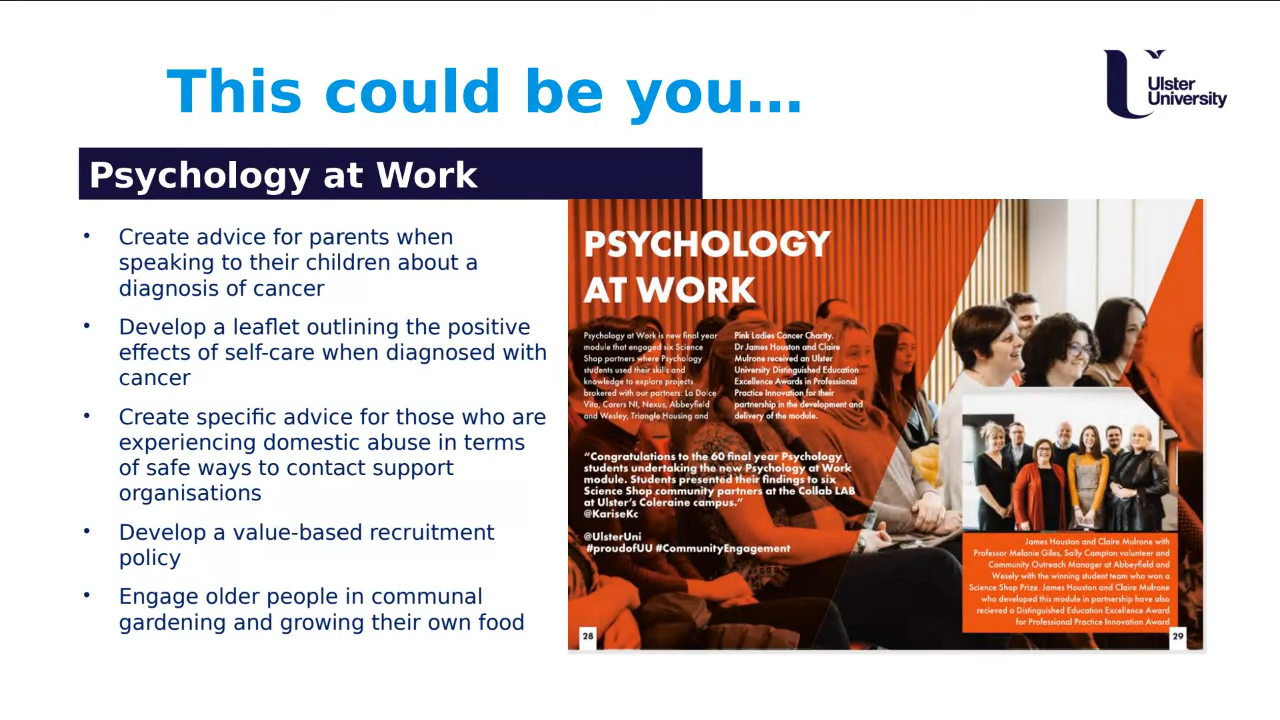 This could be you...
Ulster
University
Psychology at Work
• Create advice for parents when
speaking to their children about a
diagnosis of cancer
• Develop a leaflet outlining the positive
effects of self-care when diagnosed with
cancer
• Create specific advice for those who are
experiencing domestic abuse in terms
of safe ways to contact support
organisations
• Develop a value-based recruitment
policy
• Engage older people in communal
gardening and growing their own food
PSYCHOLOGY
AT WORK
Psychology at Work is new final year
module that engaged six Science
Shop partners where Psychology
students used their skills and
knowledge to explore projects
brokered with our partners: La Dolce
Vita, Carers NI, Nexus, Abbeyfield
and Wesley, Triangle Housing and
Pink Ladies Cancer Charity.
Dr James Houston and Claire
Mulrone received an Ulster
University Distinguished Education
Excellence Awards in Professional
Practice Innovation for their
partnership in the development and
delivery of the module.
"Congratulations to the 60 final year Psychology
students undertaking the new Psychology at Work
module. Students presented their findings to six
Science Shop community partners at the Collab LAB
at Ulster's Coleraine campus."
@KariseKc
@UlsterUni
#proudofUU #CommunityEngagement
James Houston and Claire Mulrone with
Professor Melanie Giles, Sally Campton volunteer and
Community Outreach Manager at Abbeyfield and
Wesely with the winning student team who won a
Science Shop Prize. James Houston and Claire Mulrone
who developed this module in partnership have also
recieved a Distinguished Education Excellence Award
for Professional Practice Innovation Award
28
29